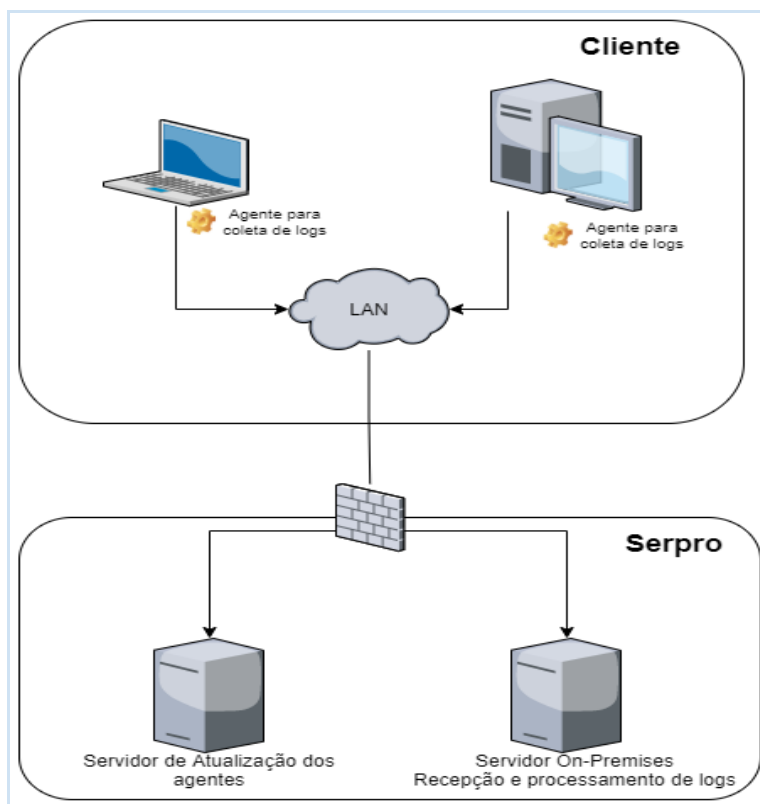 Cliente
Agente para
coleta de logs
Agente para
coleta de logs
LAN
Serpro
Servidor de Atualização dos
agentes
Servidor On-Premises
Recepção e processamento de logs